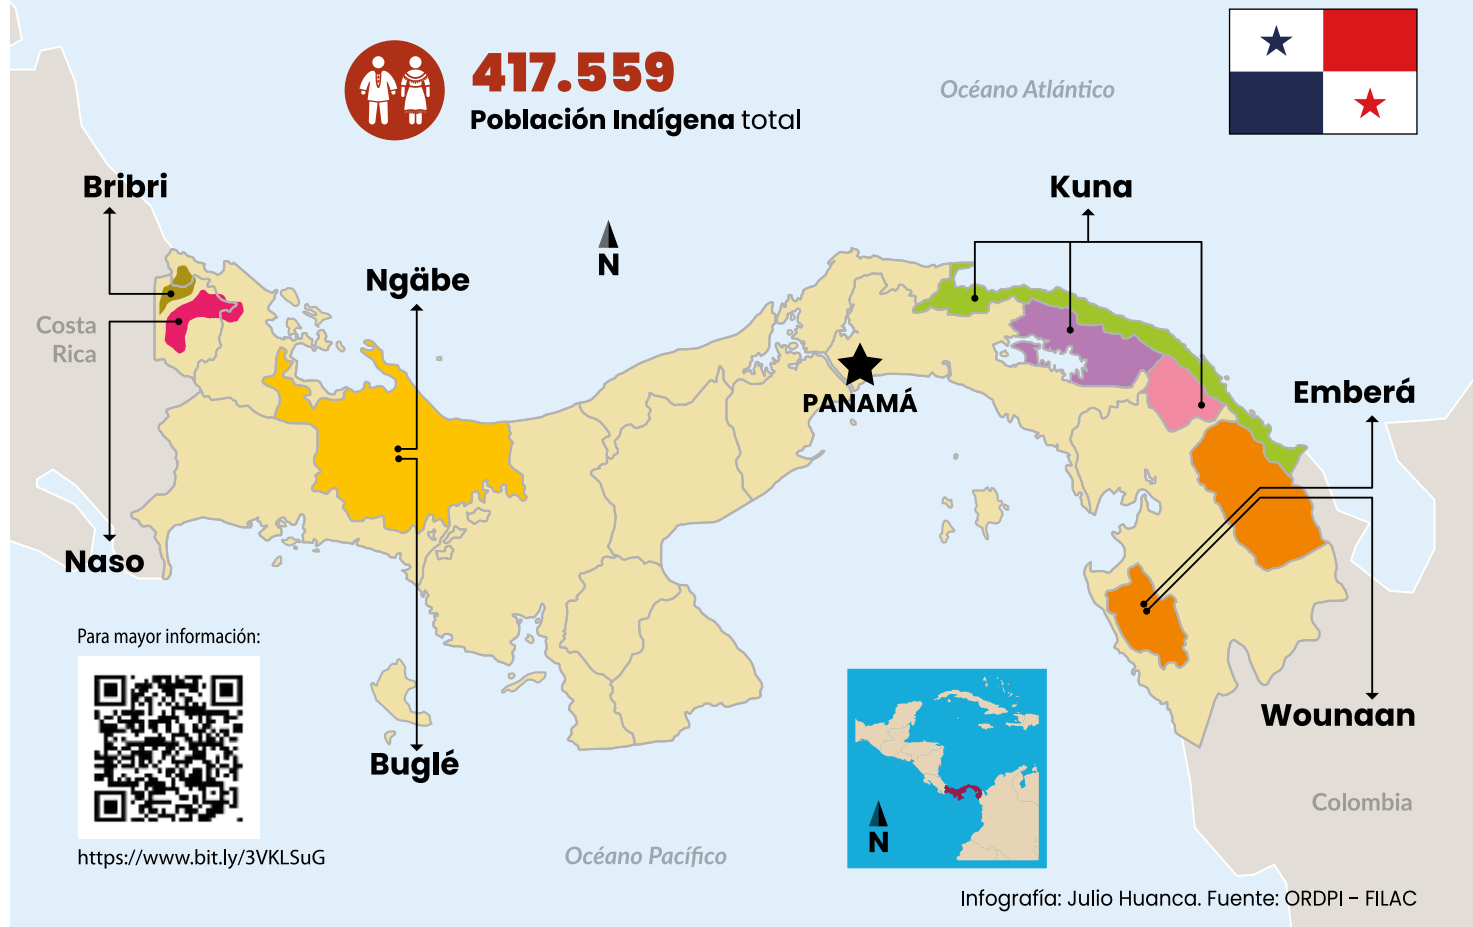 417.559
Población Indígena total
Océano Atlántico
Bribri
Kuna
N
Ngäbe
Costa
Rica
PANAMÁ
Emberá
Naso
Para mayor información:
https://www.bit.ly/3VKLSuG
Buglé
Wounaan
N
Colombia
Océano Pacífico
Infografía: Julio Huanca. Fuente: ORDPI – FILAC